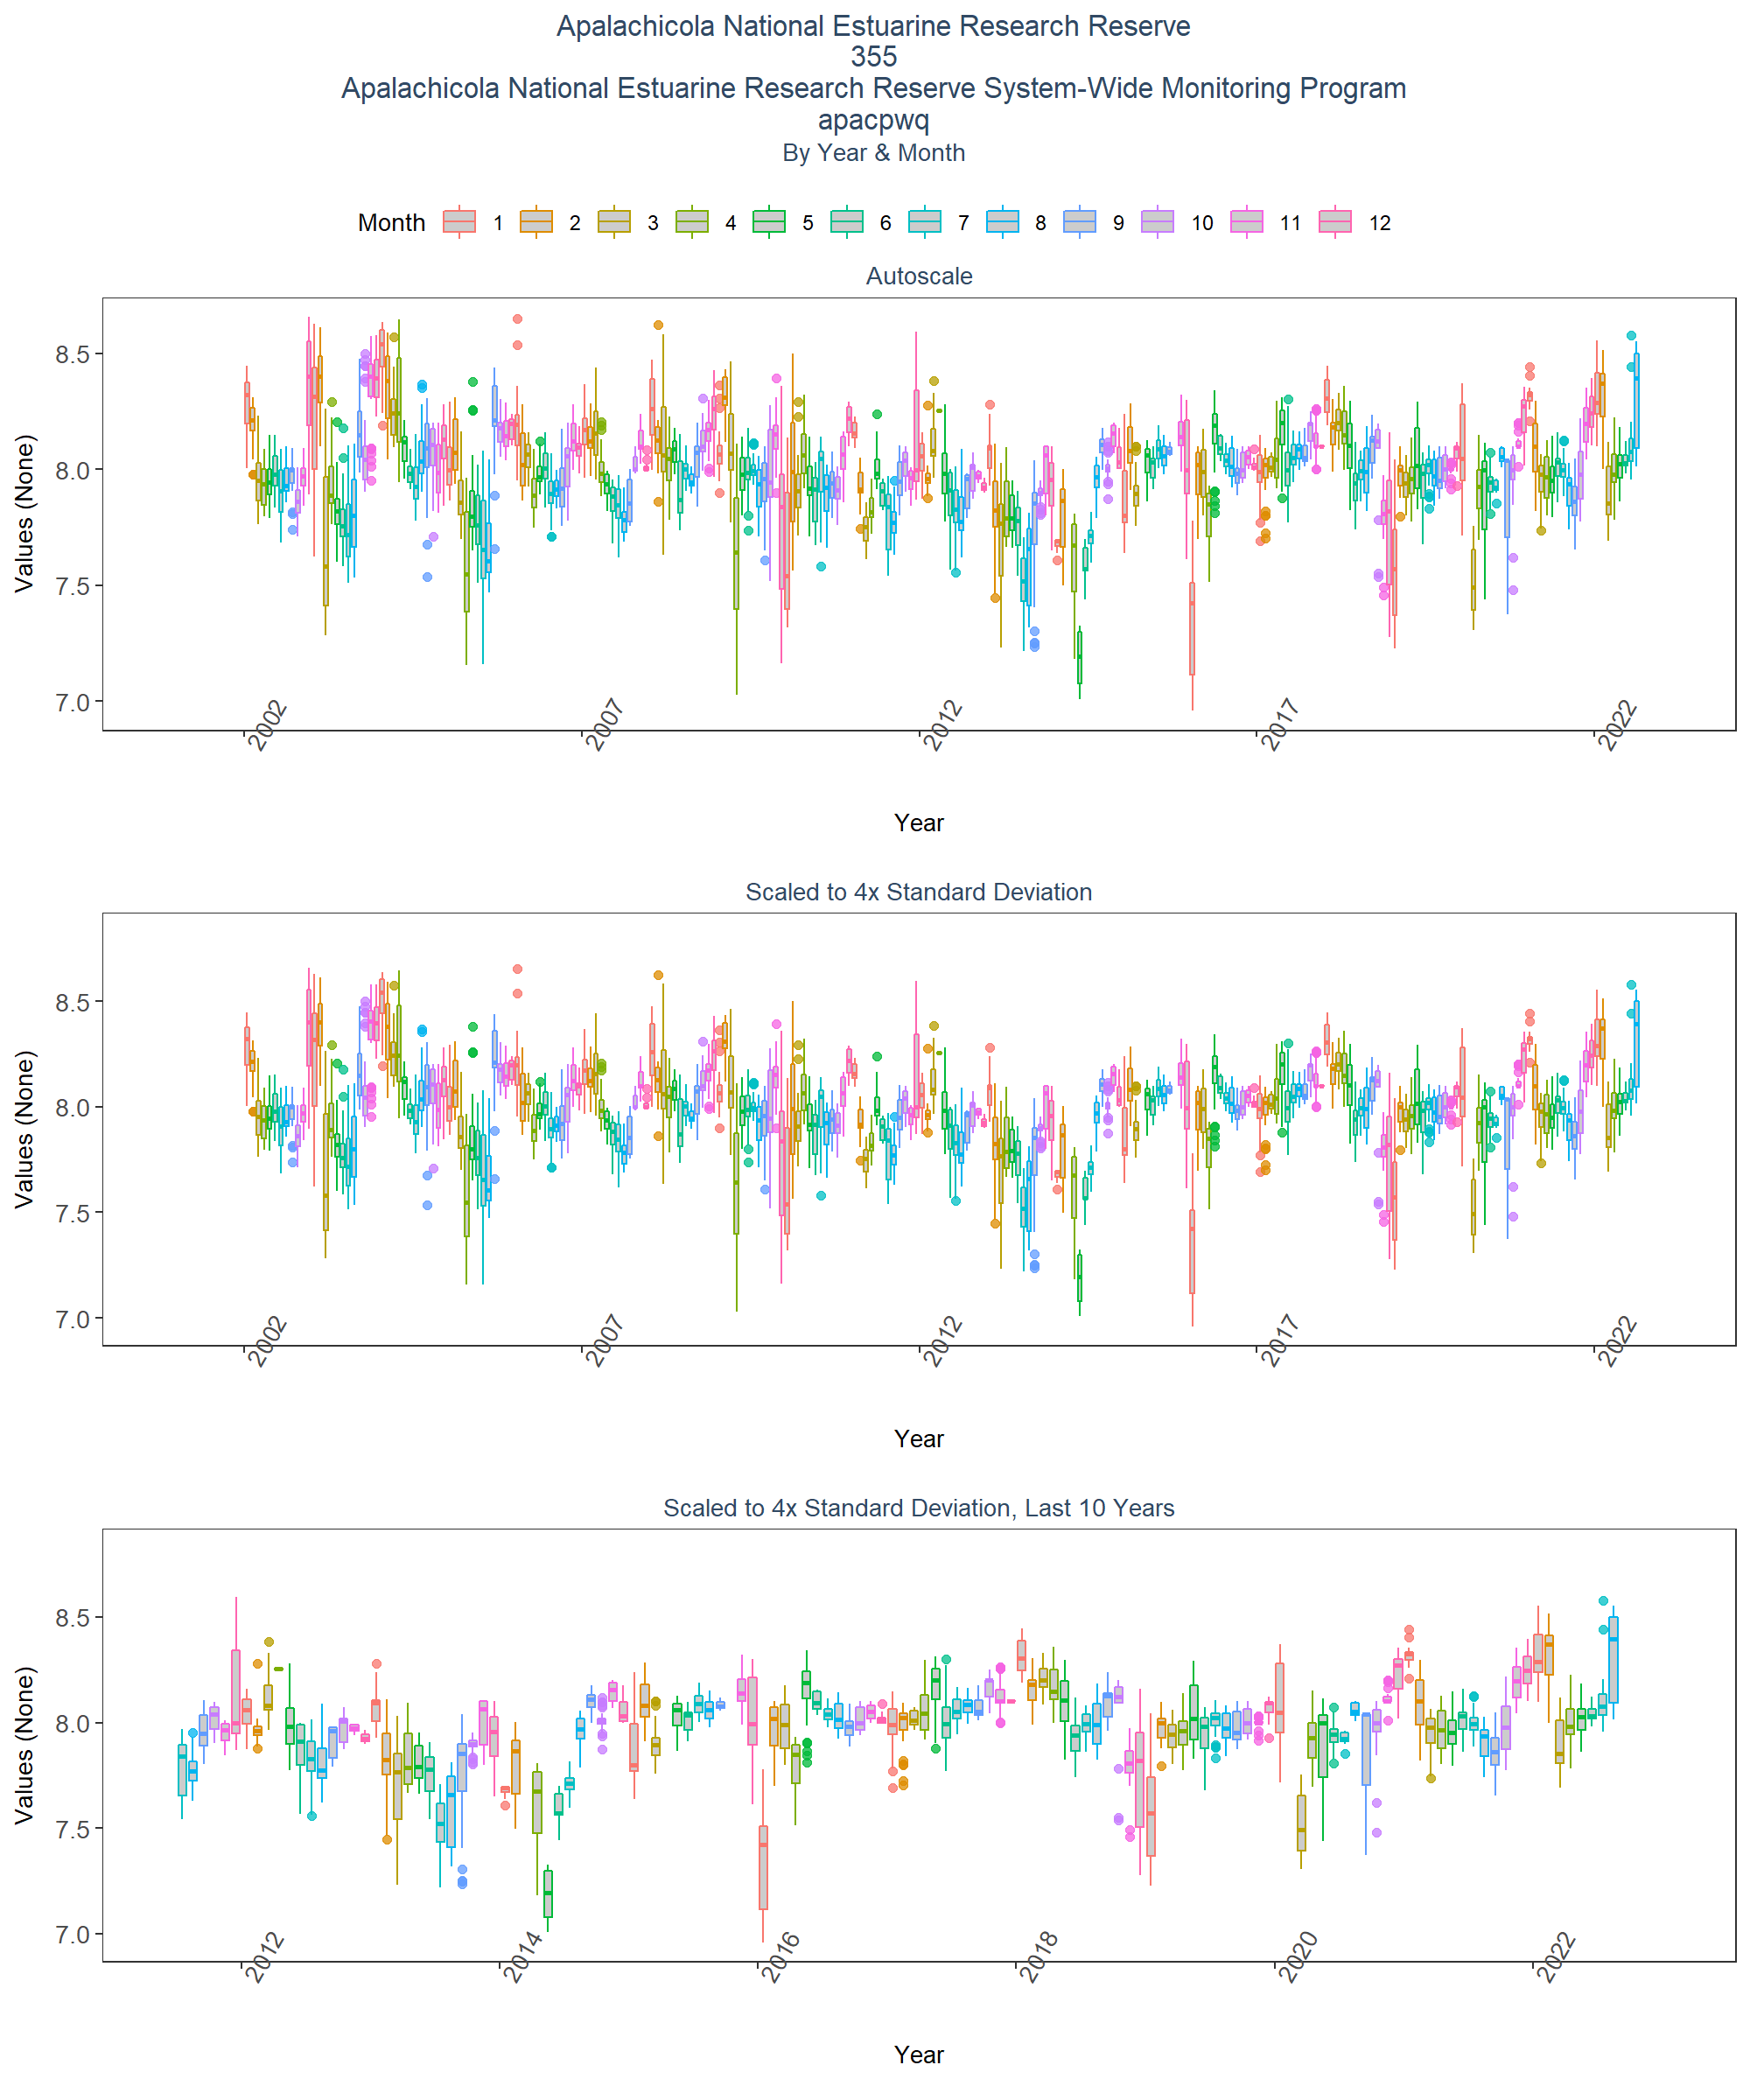 Apalachicola National Estuarine Research Reserve
355
Apalachicola National Estuarine Research Reserve System-Wide Monitoring Program
apacpwq
By Year & Month
Month 1 2 3 4 5 6 7 8 9 10 11 12
Autoscale
Values (None)
8.5
8.0
7.5
7.0
2002 2007 2012 2017 2022
Year
Scaled to 4x Standard Deviation
Values (None)
8.5
8.0
7.5
7.0
2002 2007 2012 2017 2022
Year
Scaled to 4x Standard Deviation, Last 10 Years
Values (None)
8.5
8.0
7.5
7.0
2012 2014 2016 2018 2020 2022
Year